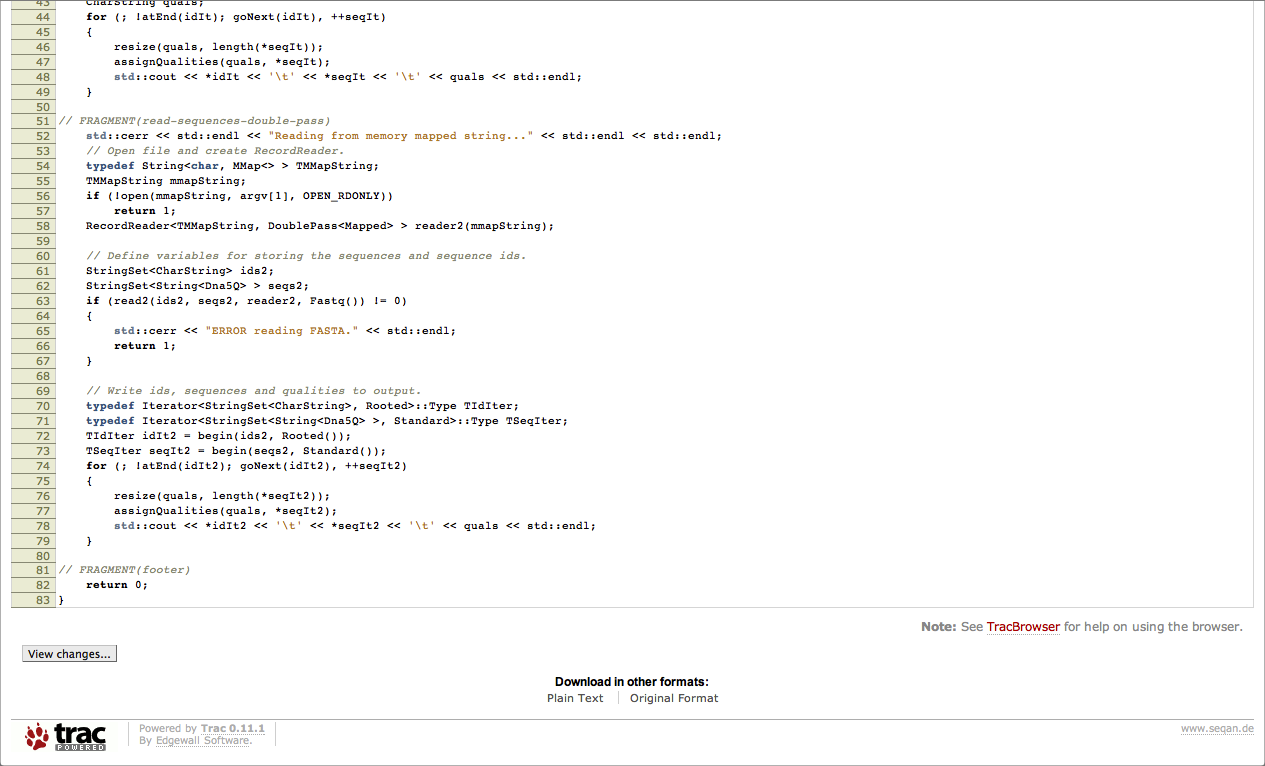 43 CharString quals;
44 for (; !atEnd(idIt); goNext(idIt), ++seqIt)
45 {
46 resize(quals, length(*seqIt));
47 assignQualities(quals, *seqIt);
48 std::cout << *idIt << '\t' << *seqIt << '\t' << quals << std::endl;
49 }
50
51 // FRAGMENT(read-sequences-double-pass)
52 std::cerr << std::endl << "Reading from memory mapped string..." << std::endl << std::endl;
53 // Open file and create RecordReader.
54 typedef String<char, MMap<> > TMMapString;
55 TMMapString mmapString;
56 if (!open(mmapString, argv[1], OPEN_RDONLY))
57 return 1;
58 RecordReader<TMMapString, DoublePass<Mapped> > reader2(mmapString);
59
60 // Define variables for storing the sequences and sequence ids.
61 StringSet<CharString> ids2;
62 StringSet<String<Dna5Q> > seqs2;
63 if (read2(ids2, seqs2, reader2, Fastq()) != 0)
64 {
65 std::cerr << "ERROR reading FASTA." << std::endl;
66 return 1;
67 }
68
69 // Write ids, sequences and qualities to output.
70 typedef Iterator<StringSet<CharString>, Rooted>::Type TIdIter;
71 typedef Iterator<StringSet<String<Dna5Q> >, Standard>::Type TSeqIter;
72 TIdIter idIt2 = begin(ids2, Rooted());
73 TSeqIter seqIt2 = begin(seqs2, Standard());
74 for (; !atEnd(idIt2); goNext(idIt2), ++seqIt2)
75 {
76 resize(quals, length(*seqIt2));
77 assignQualities(quals, *seqIt2);
78 std::cout << *idIt2 << '\t' << *seqIt2 << '\t' << quals << std::endl;
79 }
80
81 // FRAGMENT(footer)
82 return 0;
83 }
Note: See TracBrowser for help on using the browser.
View changes...
Download in other formats:
Plain Text Original Format
trac POWERED
Powered by Trac 0.11.1
By Edgewall Software.
www.seqan.de